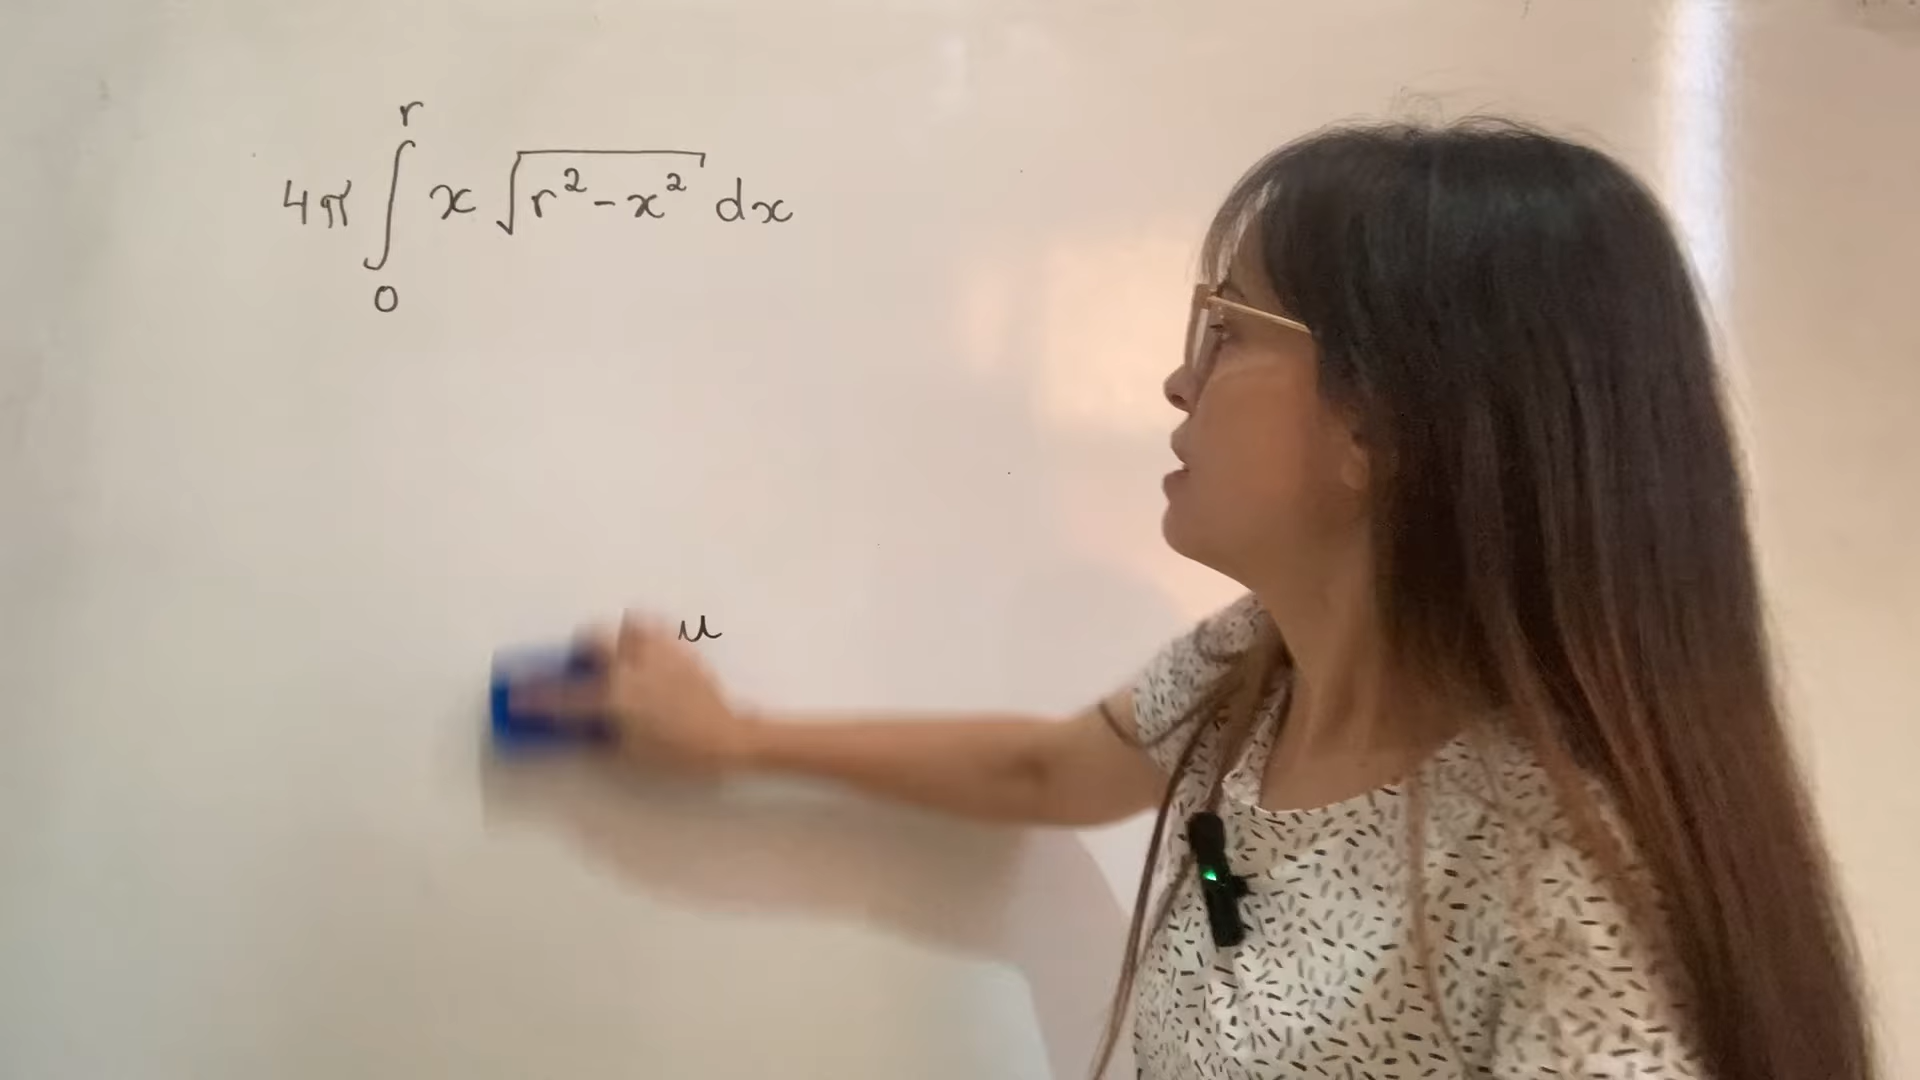 4π ∫₀ʳ x √(r² - x²) dx
u